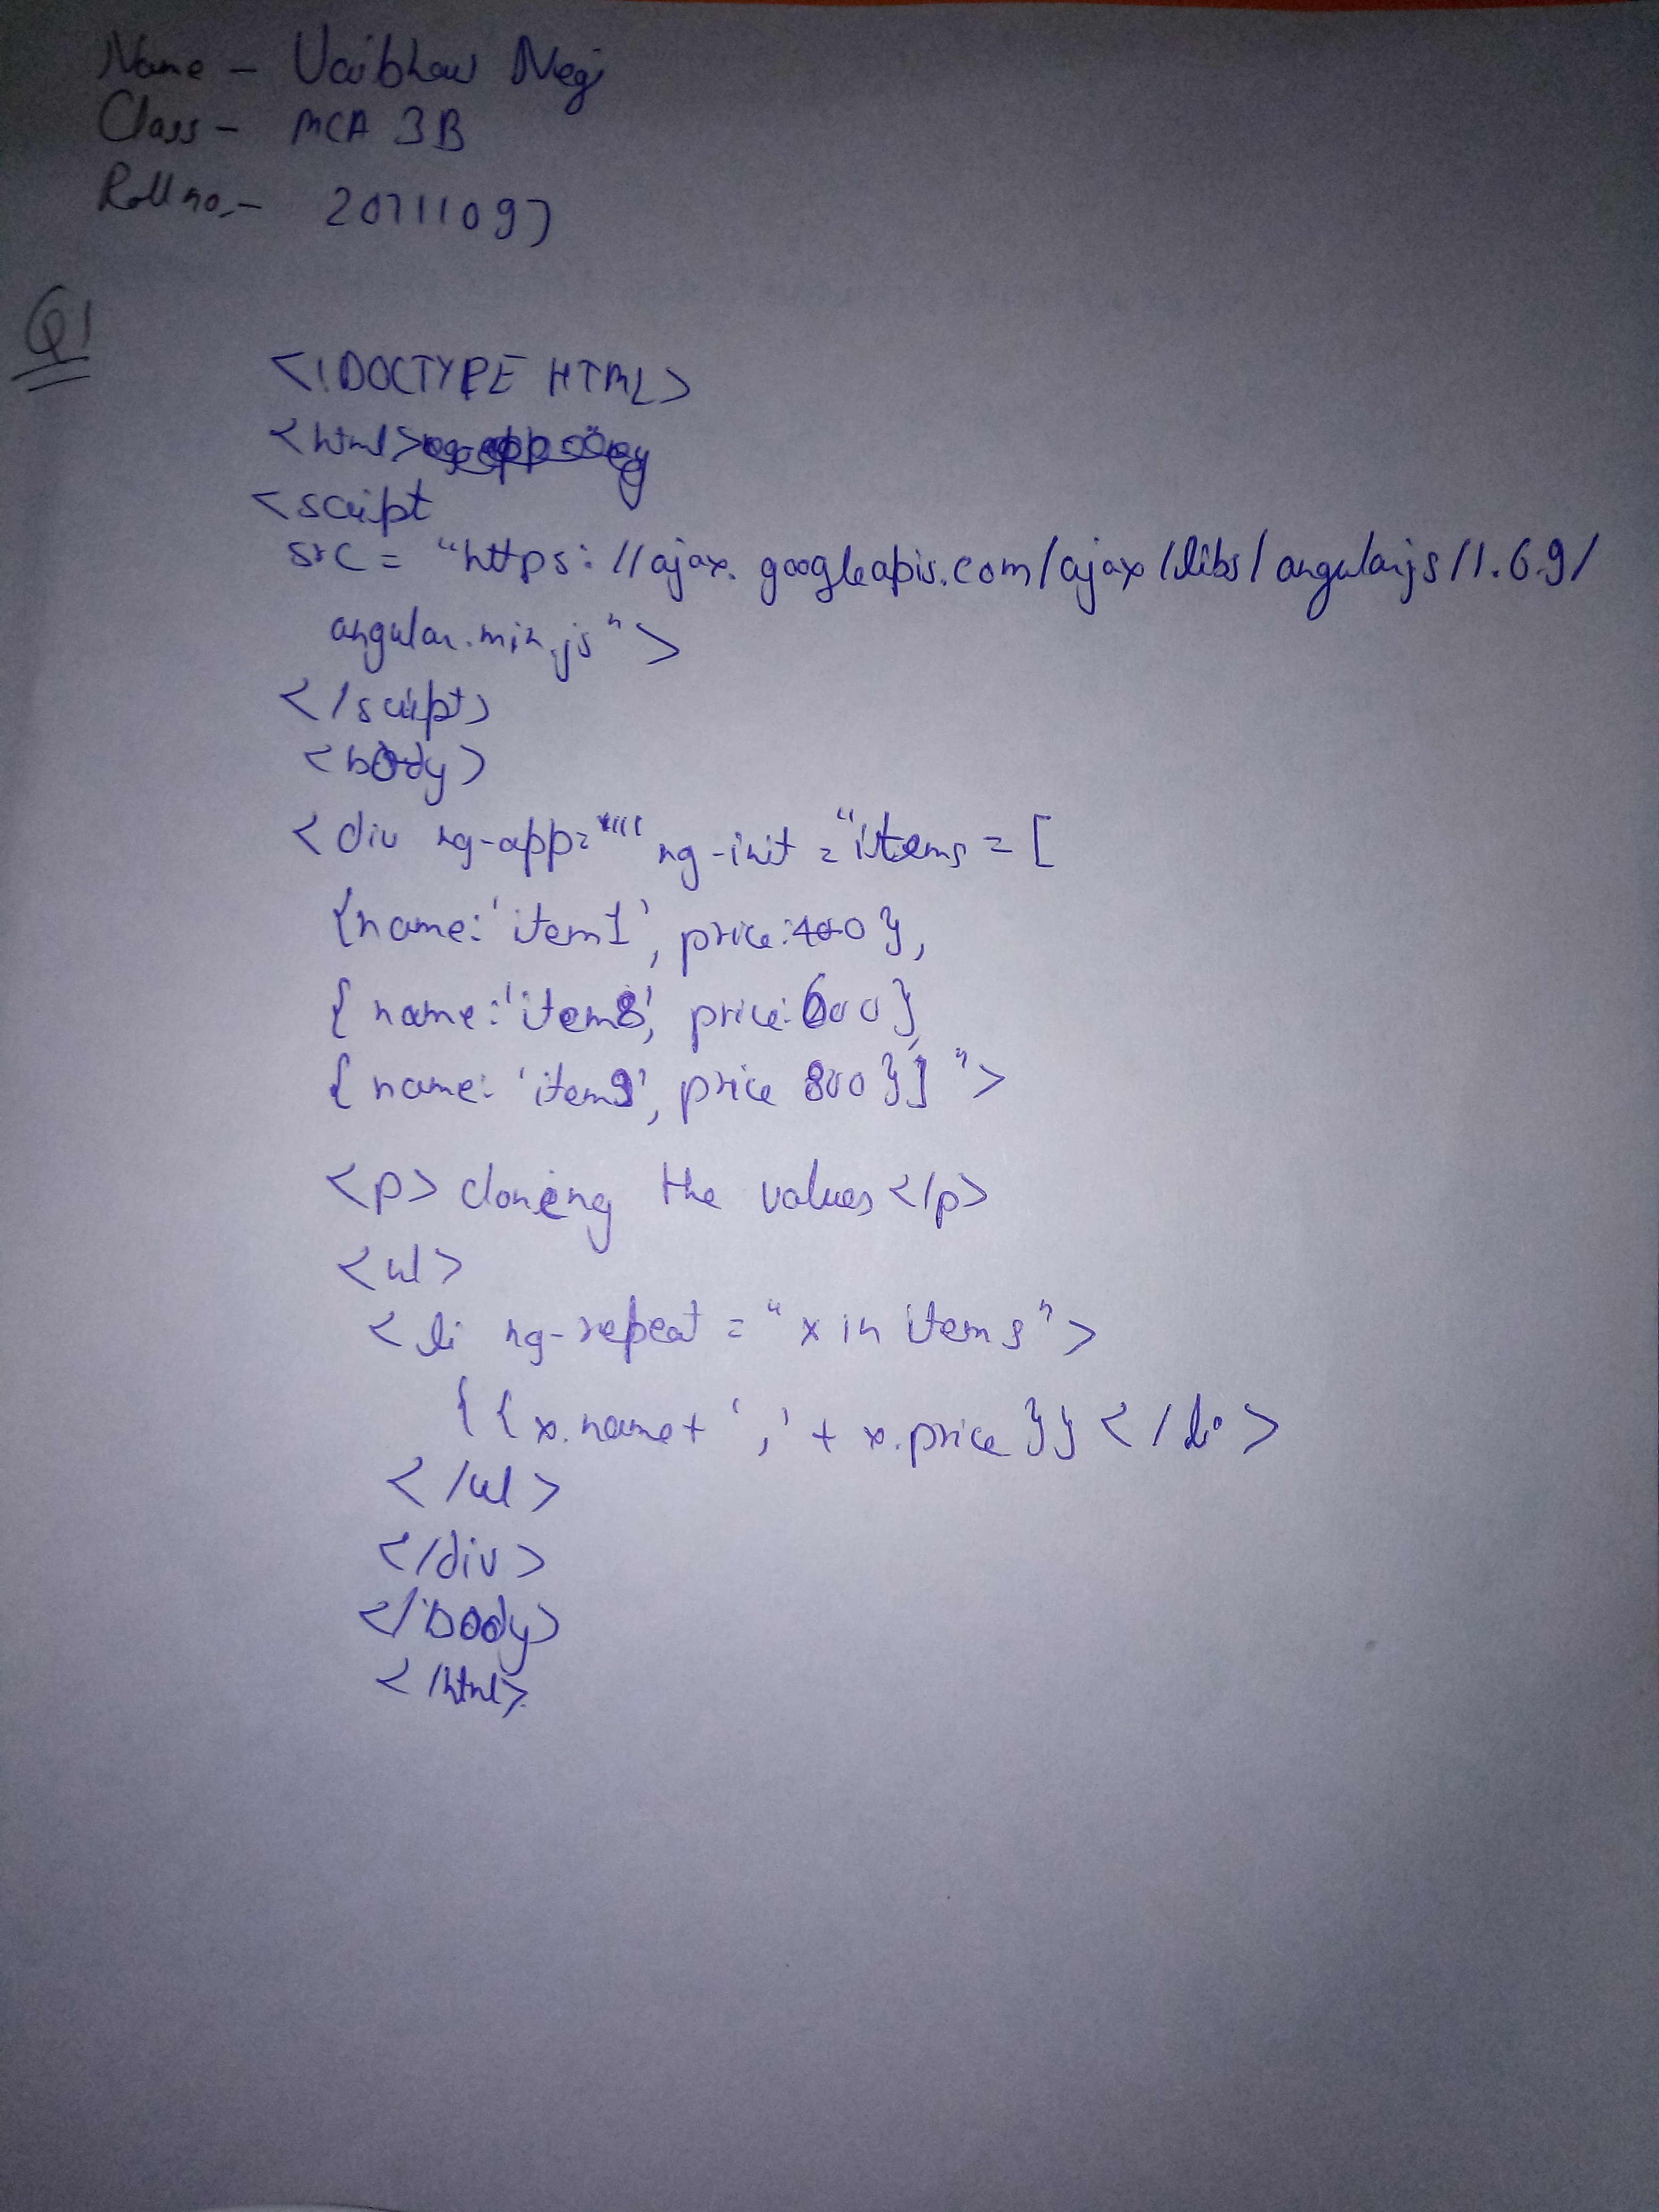 Name - Vaibhav Negi
Class - MCA 3B
Roll no.- 20711097
Q1
<!DOCTYPE HTML>
<html>
<script
src = "https://ajax.googleapis.com/ajax/libs/angularjs/1.6.9/
angular.min.js">
</script>
<body>
<div ng-app="" ng-init="items = [
{name:'item1', price:400},
{name:'item8', price:600},
{name: 'item9', price 800}]">
<p> cloneing the values </p>
<ul>
<li ng-repeat = "x in items">
{{x.name + ',' + x.price}} </li>
</ul>
</div>
</body>
</html>